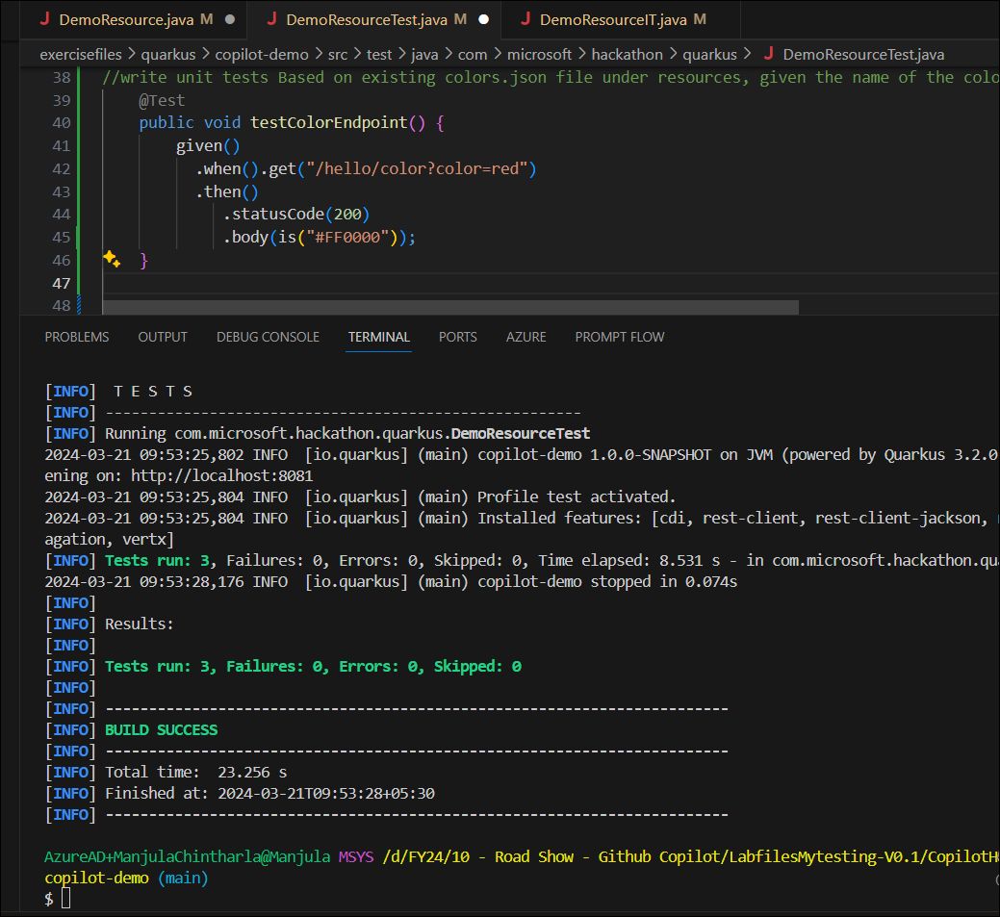 DemoResource.java M
DemoResourceTest.java M
DemoResourceIT.java M
exercisefiles > quarkus > copilot-demo > src > test > java > com > microsoft > hackathon > quarkus > DemoResourceTest.java
38 //write unit tests Based on existing colors.json file under resources, given the name of the colo
39 @Test
40 public void testColorEndpoint() {
41 given()
42 .when().get("/hello/color?color=red")
43 .then()
44 .statusCode(200)
45 .body(is("#FF0000"));
46 }
47
48
PROBLEMS OUTPUT DEBUG CONSOLE TERMINAL PORTS AZURE PROMPT FLOW
[INFO]  T E S T S
[INFO] -------------------------------------------------------
[INFO] Running com.microsoft.hackathon.quarkus.DemoResourceTest
2024-03-21 09:53:25,802 INFO  [io.quarkus] (main) copilot-demo 1.0.0-SNAPSHOT on JVM (powered by Quarkus 3.2.0
ening on: http://localhost:8081
2024-03-21 09:53:25,804 INFO  [io.quarkus] (main) Profile test activated.
2024-03-21 09:53:25,804 INFO  [io.quarkus] (main) Installed features: [cdi, rest-client, rest-client-jackson,
agation, vertx]
[INFO] Tests run: 3, Failures: 0, Errors: 0, Skipped: 0, Time elapsed: 8.531 s - in com.microsoft.hackathon.qua
2024-03-21 09:53:28,176 INFO  [io.quarkus] (main) copilot-demo stopped in 0.074s
[INFO]
[INFO] Results:
[INFO]
[INFO] Tests run: 3, Failures: 0, Errors: 0, Skipped: 0
[INFO]
[INFO] ------------------------------------------------------------------------
[INFO] BUILD SUCCESS
[INFO] ------------------------------------------------------------------------
[INFO] Total time:  23.256 s
[INFO] Finished at: 2024-03-21T09:53:28+05:30
[INFO] ------------------------------------------------------------------------
AzureAD+ManjulaChintharla@Manjula MSYS /d/FY24/10 - Road Show - Github Copilot/LabfilesMytesting-V0.1/CopilotH
copilot-demo (main)
$